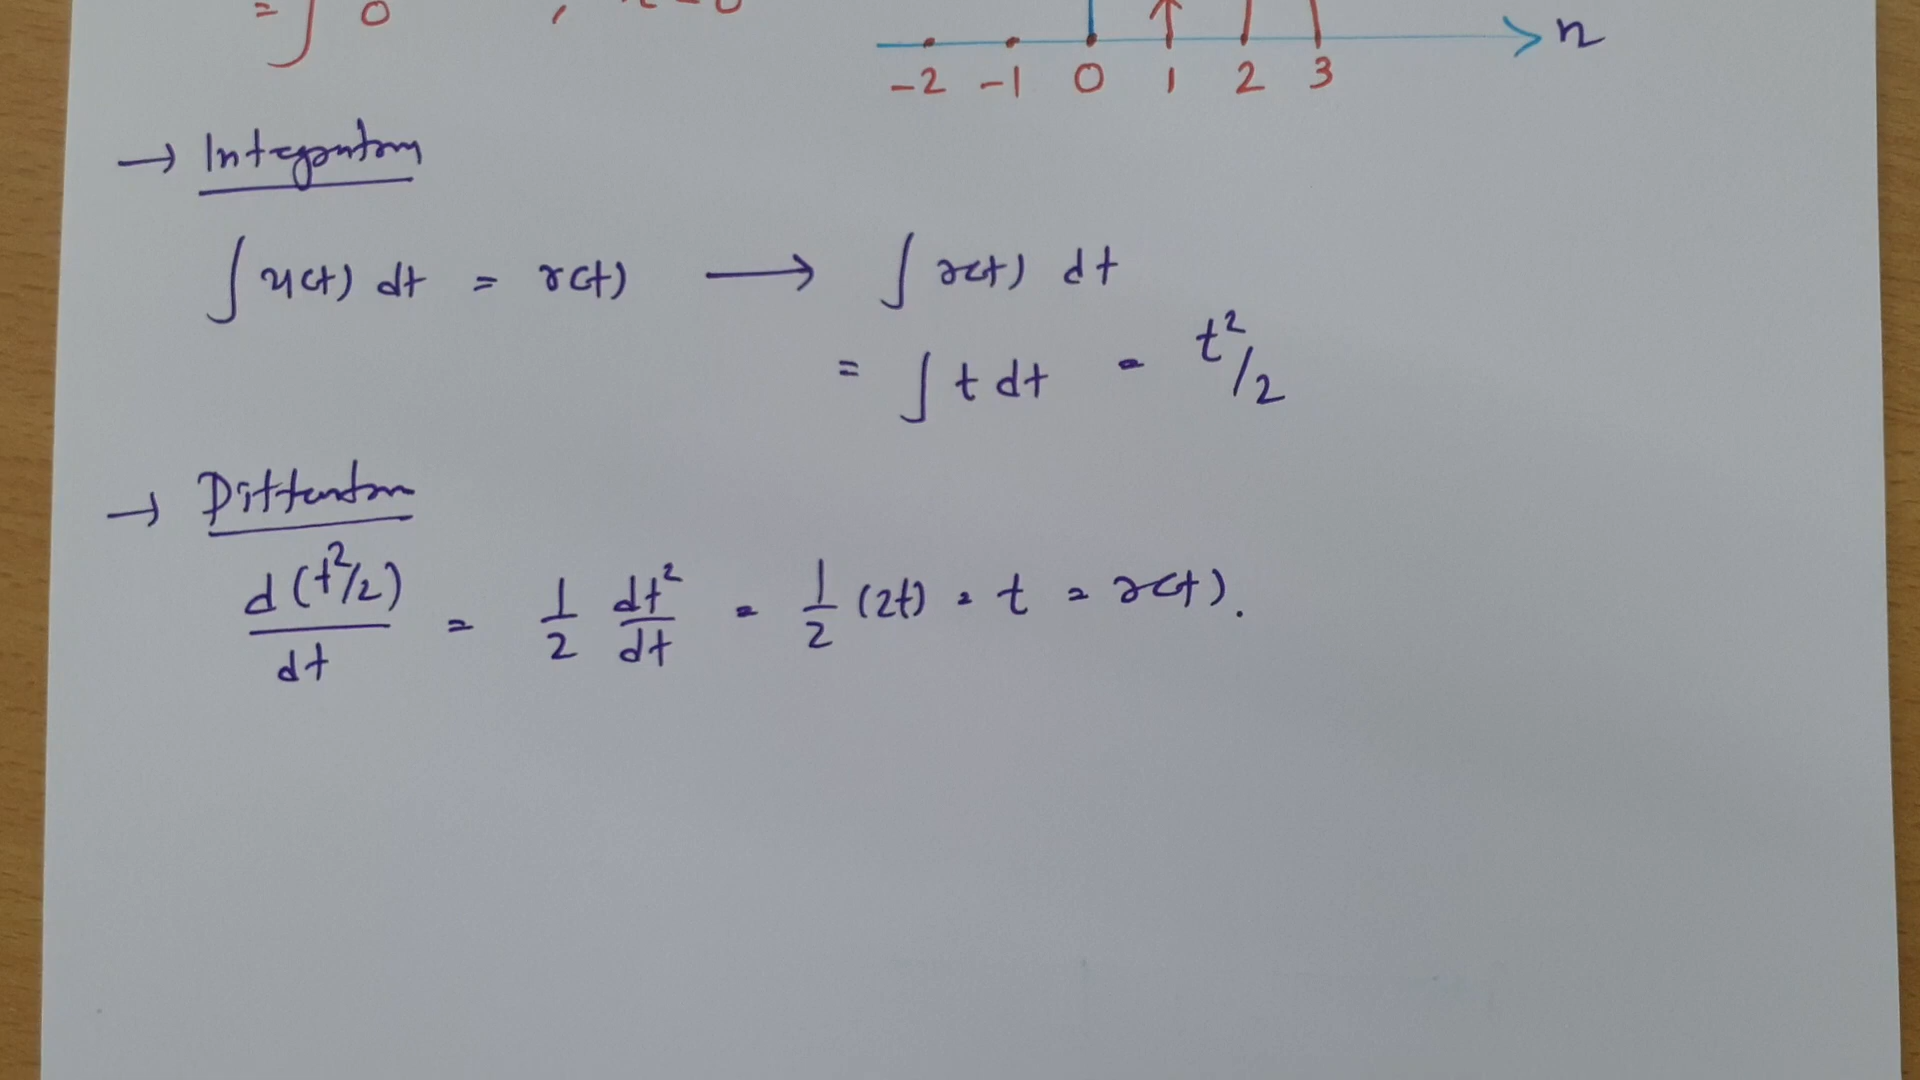 = 0 ,
n
-2 -1 0 1 2 3
→ Integration
∫ u(t) dt = r(t) ⟶ ∫ r(t) dt
= ∫ t dt = t²/2
→
d(t²/2)/dt = 1/2 dt²/dt = 1/2 (2t) = t = r(t).